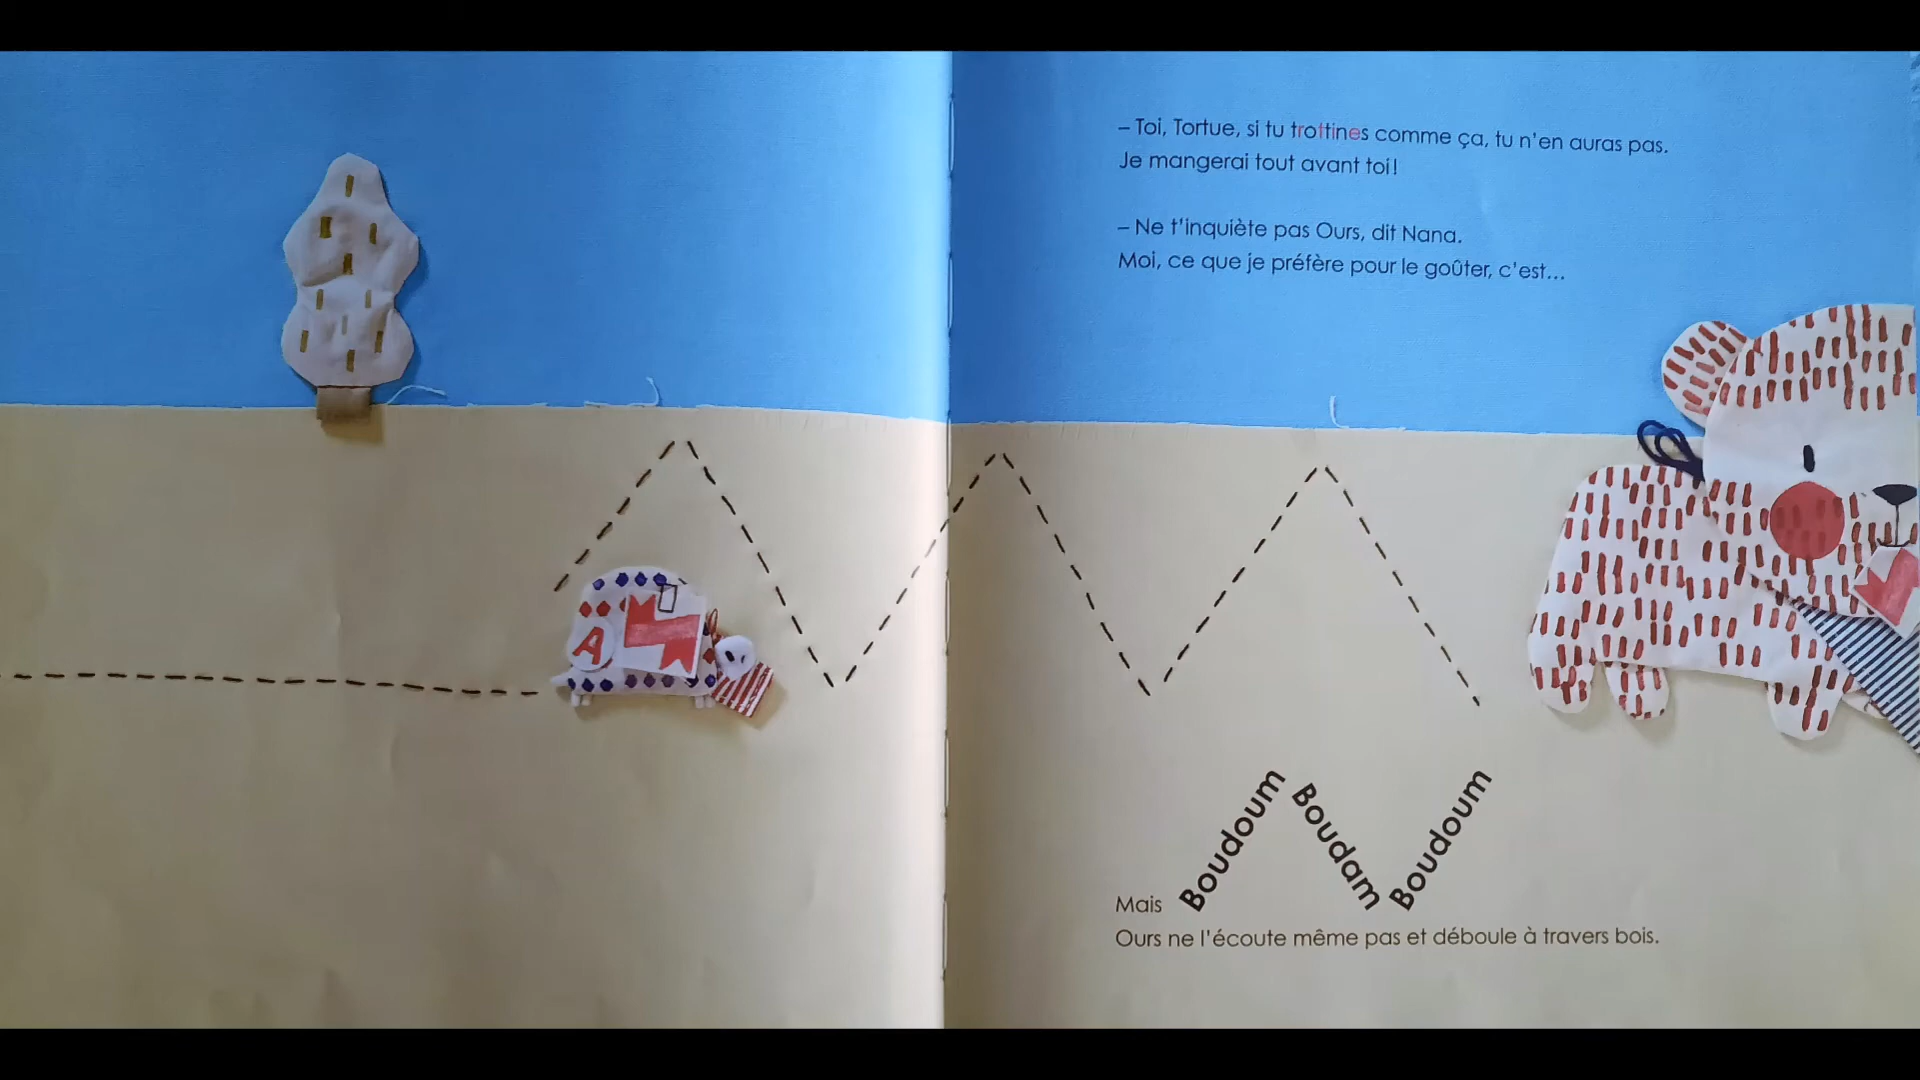 – Toi, Tortue, si tu trottines comme ça, tu n'en auras pas.
Je mangerai tout avant toi!
– Ne t'inquiète pas Ours, dit Nana.
Moi, ce que je préfère pour le goûter, c'est...
A
Mais Boudoum Boudam Boudoum
Ours ne l'écoute même pas et déboule à travers bois.